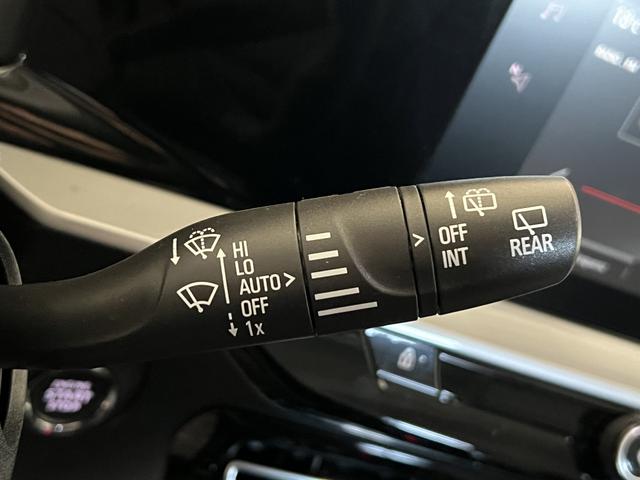 HI
LO
AUTO >
OFF
1x
>
OFF
INT
REAR